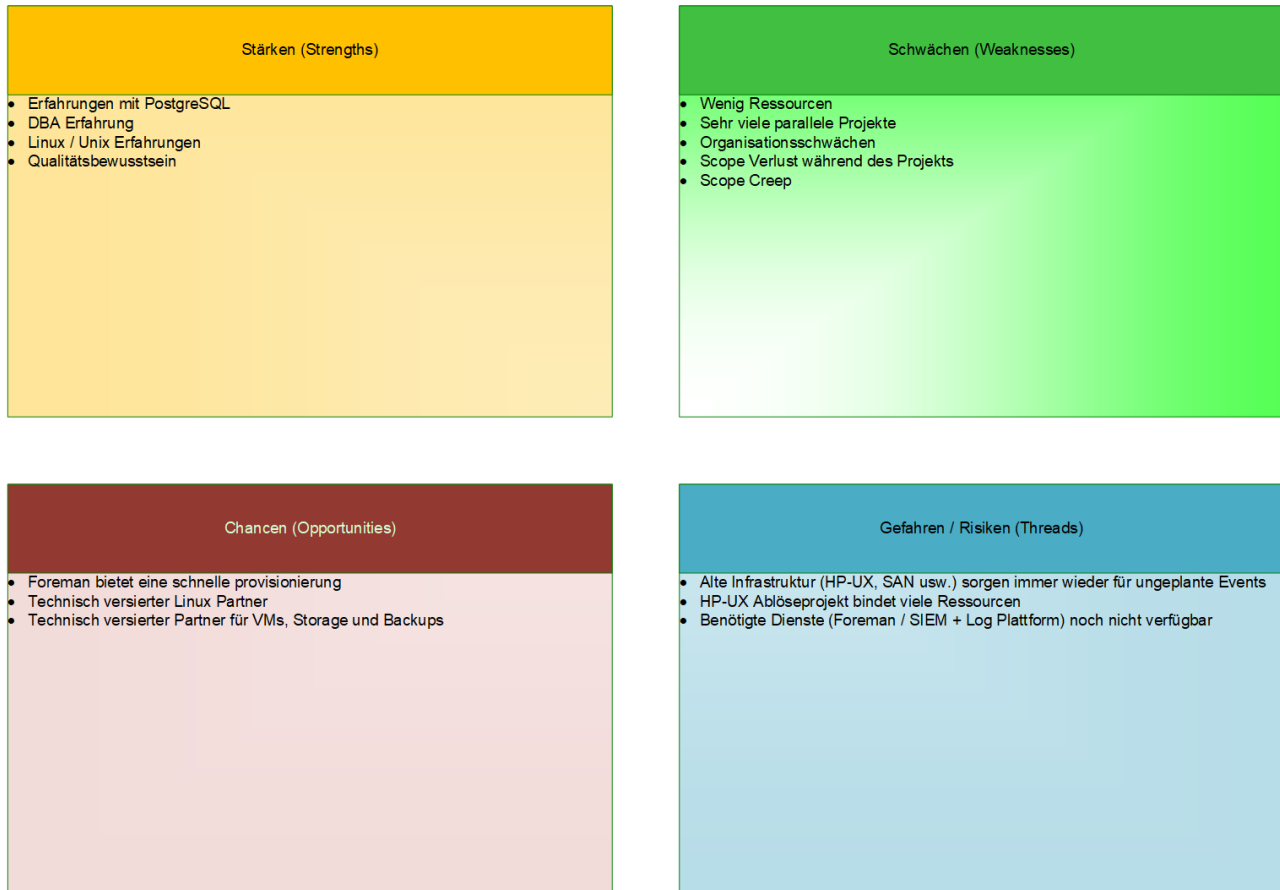 Stärken (Strengths)
• Erfahrungen mit PostgreSQL
• DBA Erfahrung
• Linux / Unix Erfahrungen
• Qualitätsbewusstsein
Schwächen (Weaknesses)
• Wenig Ressourcen
• Sehr viele parallele Projekte
• Organisationsschwächen
• Scope Verlust während des Projekts
• Scope Creep
Chancen (Opportunities)
• Foreman bietet eine schnelle provisionierung
• Technisch versierter Linux Partner
• Technisch versierter Partner für VMs, Storage und Backups
Gefahren / Risiken (Threads)
• Alte Infrastruktur (HP-UX, SAN usw.) sorgen immer wieder für ungeplante Events
• HP-UX Ablöseprojekt bindet viele Ressourcen
• Benötigte Dienste (Foreman / SIEM + Log Plattform) noch nicht verfügbar